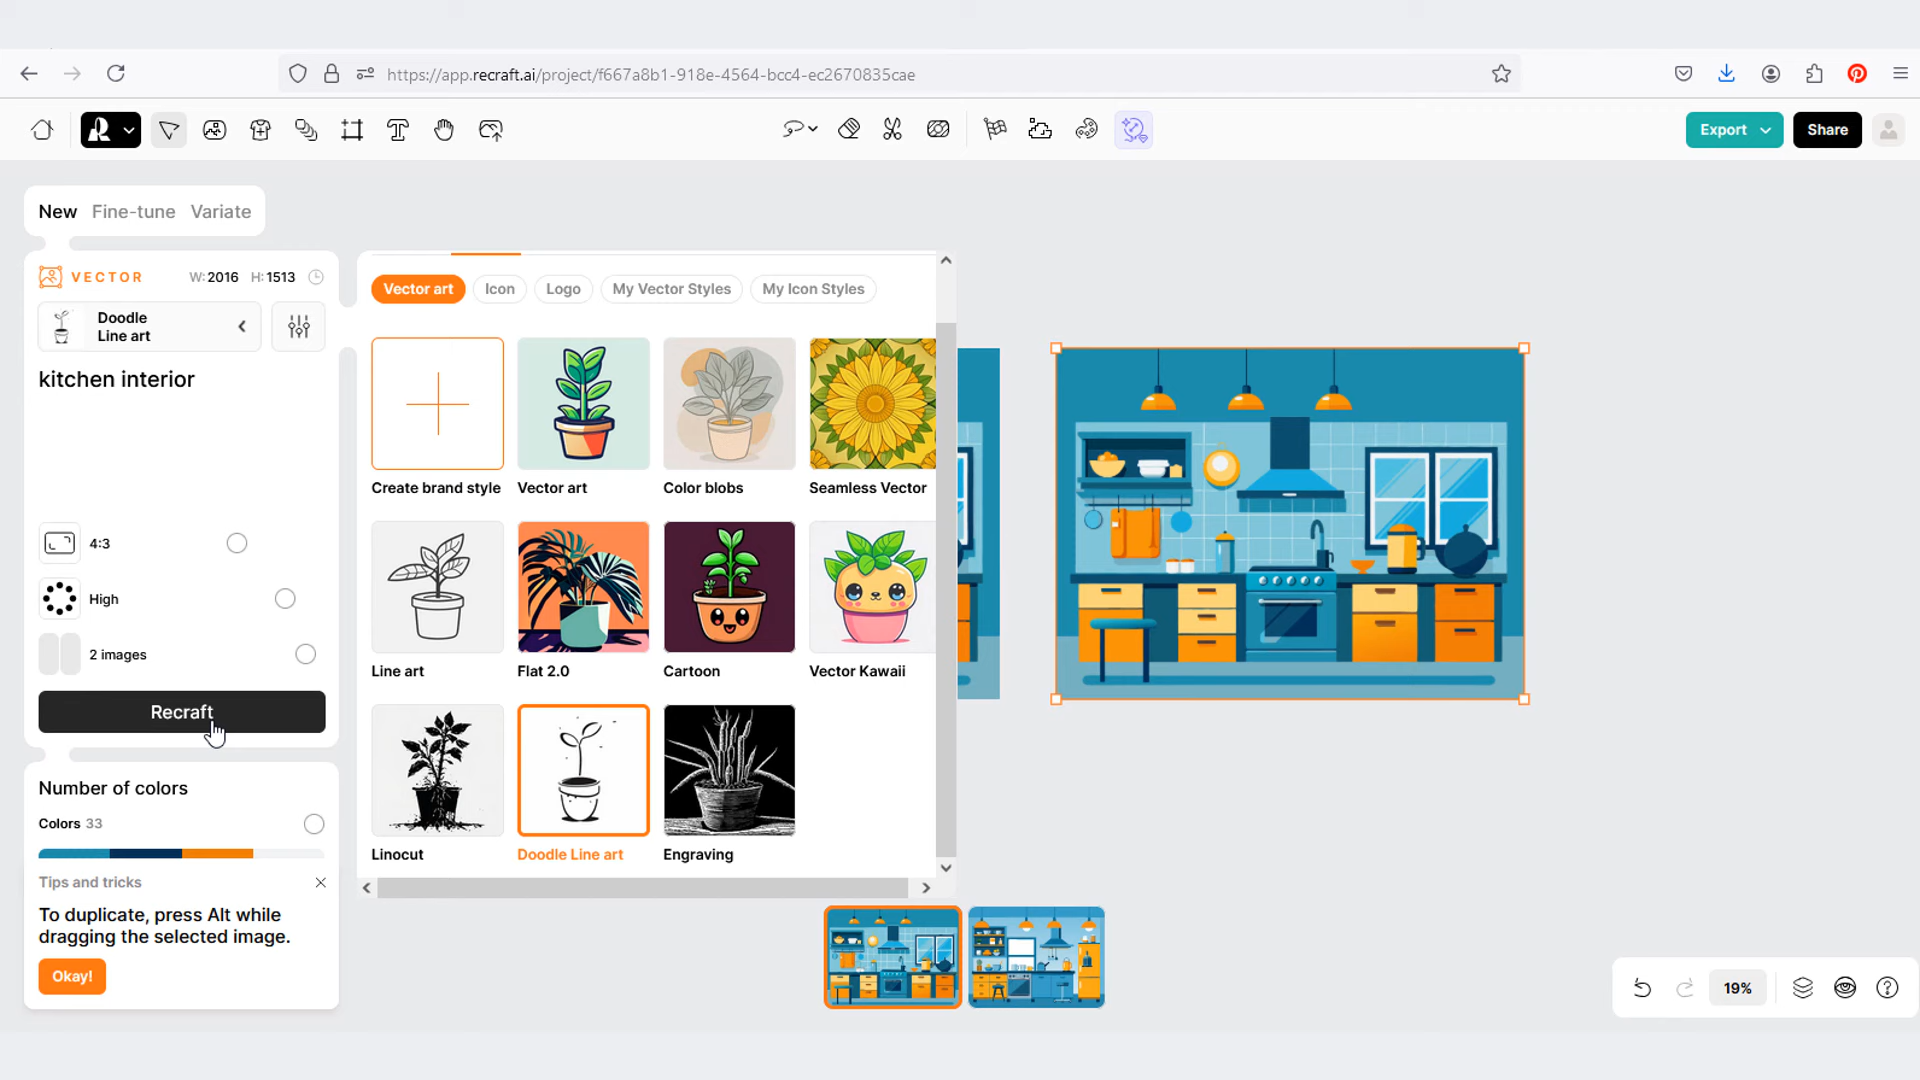 https://app.recraft.ai/project/f667a8b1-918e-4564-bcc4-ec2670835cae
Export
Share
New Fine-tune Variate
VECTOR W: 2016 H: 1513
Doodle
Line art
kitchen interior
4:3
High
2 images
Recraft
Number of colors
Colors 33
Tips and tricks
To duplicate, press Alt while
dragging the selected image.
Okay!
Vector art Icon Logo My Vector Styles My Icon Styles
Create brand style Vector art Color blobs Seamless Vector
Line art Flat 2.0 Cartoon Vector Kawaii
Linocut Doodle Line art Engraving
19%